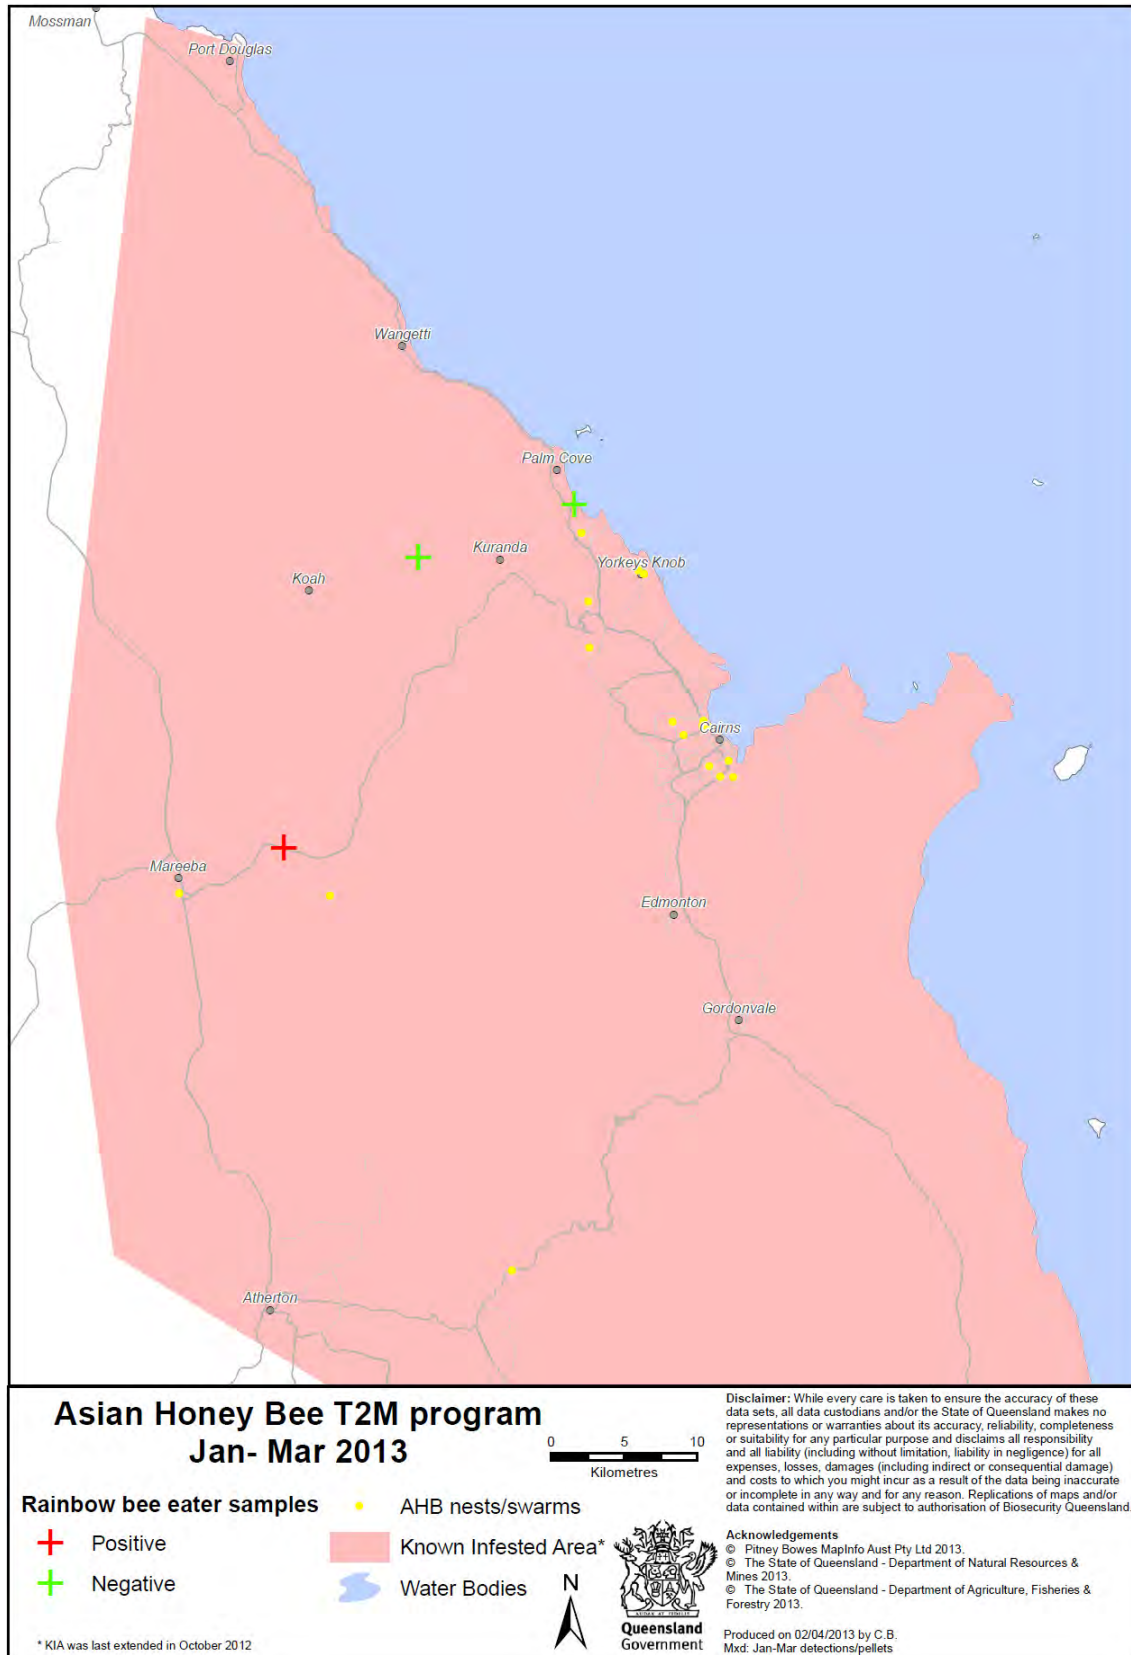 Mossman
Port Douglas
Wangetti
Palm Cove
Kuranda
Yorkeys Knob
Koah
Cairns
Mareeba
Edmonton
Gordonvale
Atherton
Asian Honey Bee T2M program
Jan- Mar 2013
0 5 10
Kilometres
Rainbow bee eater samples
Positive
Negative
AHB nests/swarms
Known Infested Area*
Water Bodies
* KIA was last extended in October 2012
N
AUDAX AT FIDELIS
Queensland
Government
Disclaimer: While every care is taken to ensure the accuracy of these
data sets, all data custodians and/or the State of Queensland makes no
representations or warranties about its accuracy, reliability, completeness
or suitability for any particular purpose and disclaims all responsibility
and all liability (including without limitation, liability in negligence) for all
expenses, losses, damages (including indirect or consequential damage)
and costs to which you might incur as a result of the data being inaccurate
or incomplete in any way and for any reason. Replications of maps and/or
data contained within are subject to authorisation of Biosecurity Queensland.
Acknowledgements
© Pitney Bowes MapInfo Aust Pty Ltd 2013.
© The State of Queensland - Department of Natural Resources &
Mines 2013.
© The State of Queensland - Department of Agriculture, Fisheries &
Forestry 2013.
Produced on 02/04/2013 by C.B.
Mxd: Jan-Mar detections/pellets